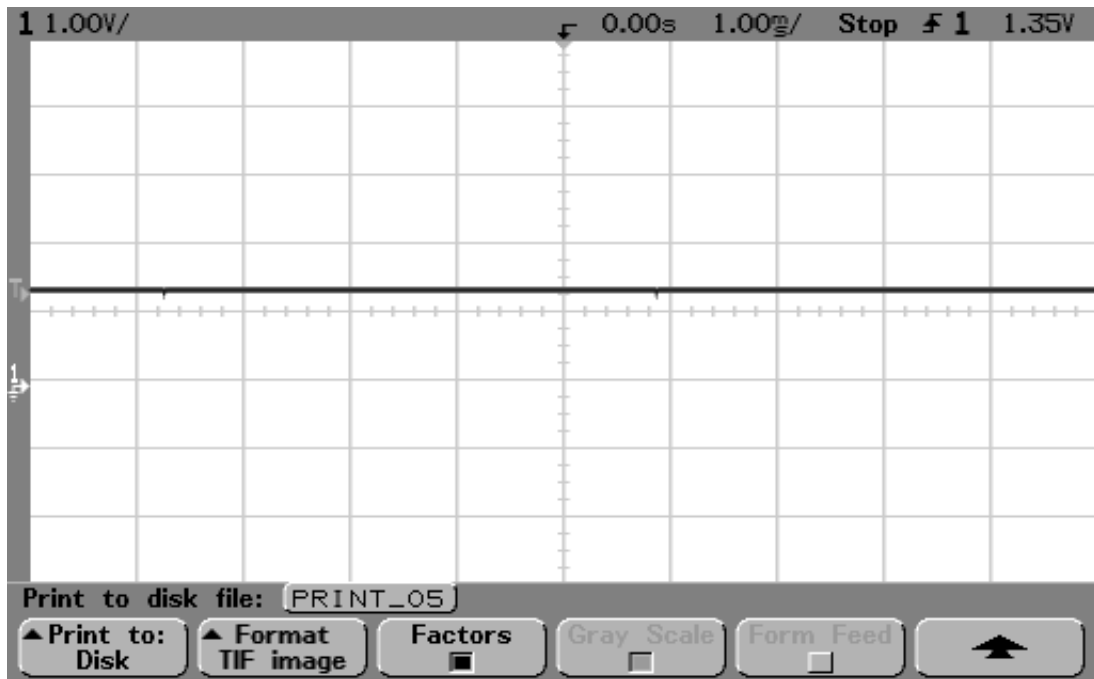 1 1.00V/ 0.00s 1.00ms/ Stop 1 1.35V
T
1
Print to disk file: PRINT_05
Print to: Disk
Format TIF image
Factors
Gray Scale
Form Feed